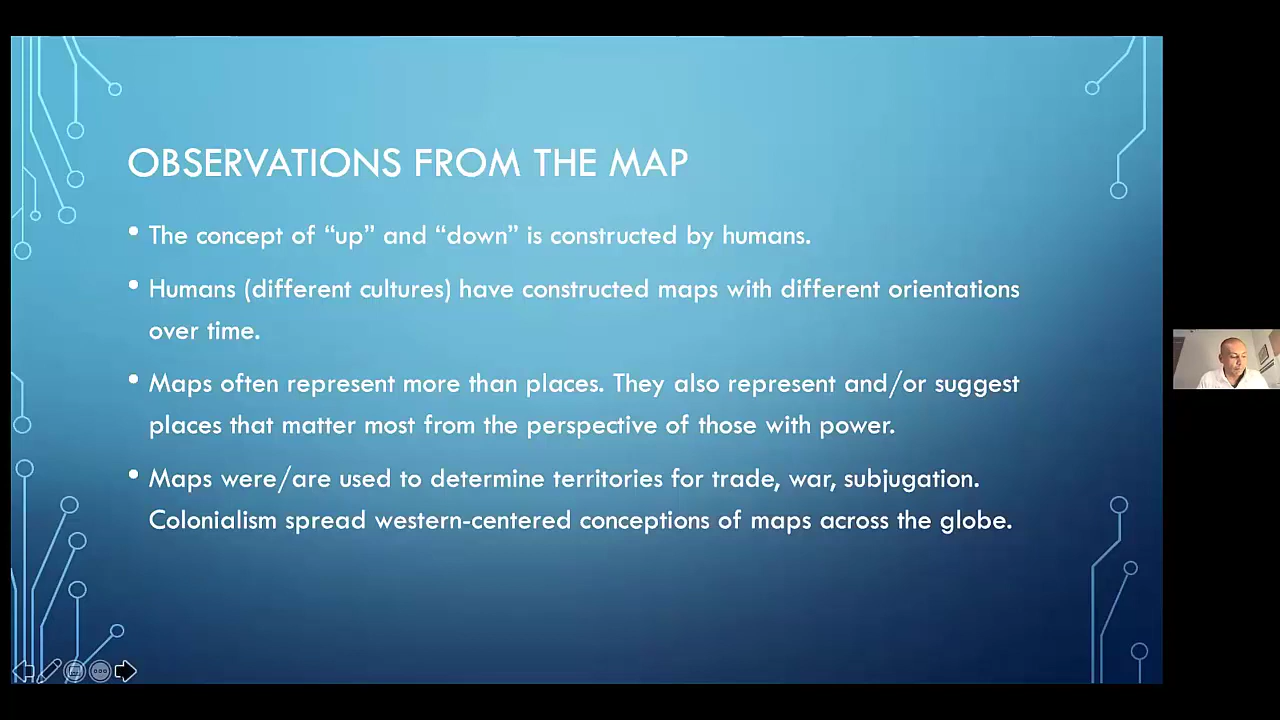 OBSERVATIONS FROM THE MAP
• The concept of “up” and “down” is constructed by humans.
• Humans (different cultures) have constructed maps with different orientations
over time.
• Maps often represent more than places. They also represent and/or suggest
places that matter most from the perspective of those with power.
• Maps were/are used to determine territories for trade, war, subjugation.
Colonialism spread western-centered conceptions of maps across the globe.